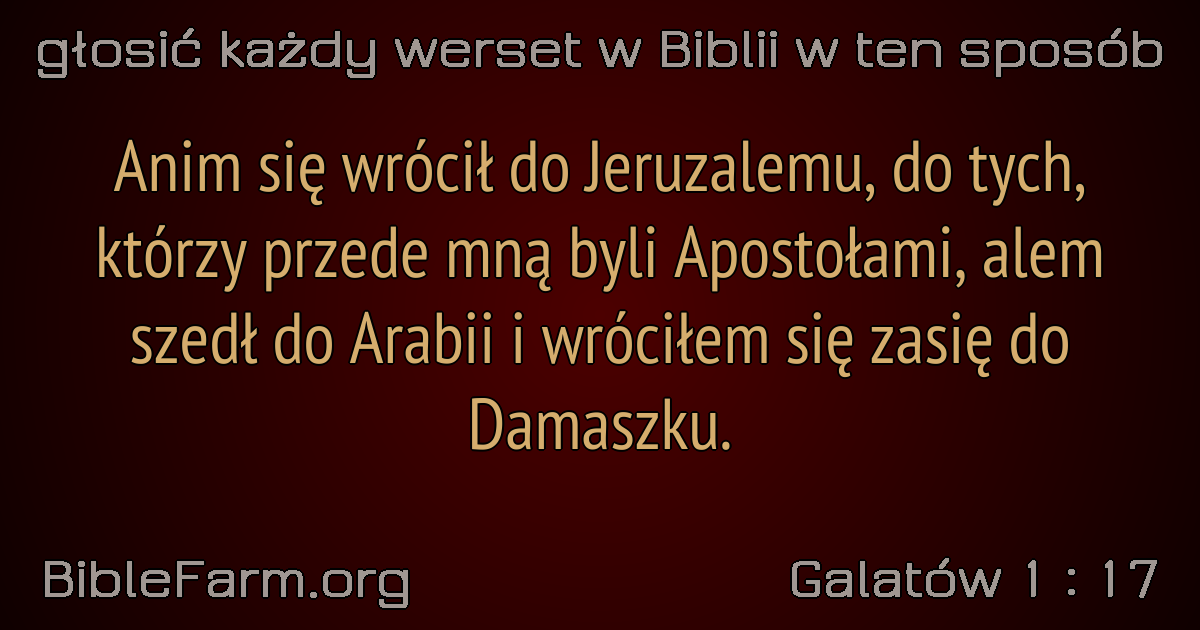 głosić każdy werset w Biblii w ten sposób
Anim się wrócił do Jeruzalemu, do tych,
którzy przede mną byli Apostołami, alem
szedł do Arabii i wróciłem się zasię do
Damaszku.
BibleFarm.org
Galatów 1 : 17